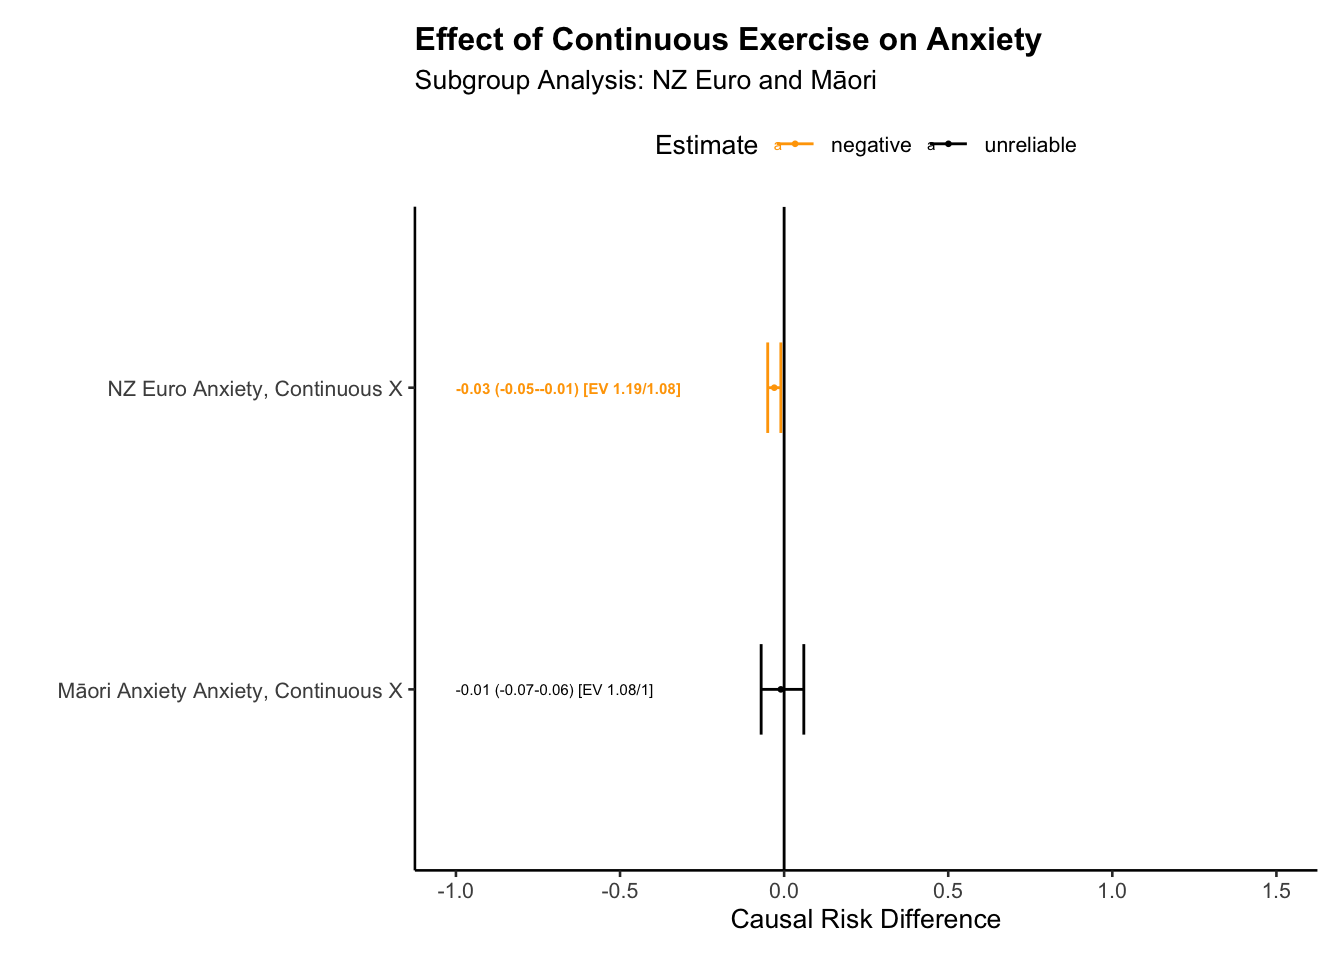 Effect of Continuous Exercise on Anxiety
Subgroup Analysis: NZ Euro and Māori
Estimate a negative a unreliable
NZ Euro Anxiety, Continuous X
-0.03 (-0.05--0.01) [EV 1.19/1.08]
Māori Anxiety Anxiety, Continuous X
-0.01 (-0.07-0.06) [EV 1.08/1]
-1.0 -0.5 0.0 0.5 1.0 1.5
Causal Risk Difference